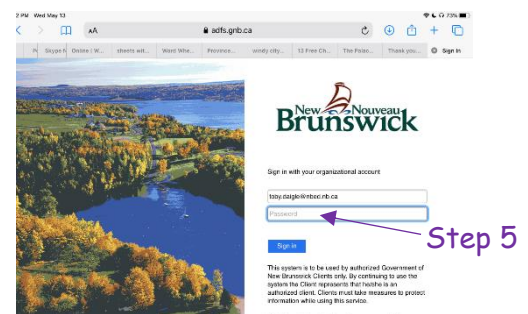 2 PM Wed May 13
73%
AA
adfs.gnb.ca
Skype f
Online | W...
sheets wit...
Word Whe...
Province...
wordy city...
12 Free Ch...
The Paleo...
Thank you...
Sign In
New Nouveau
Brunswick
Sign in with your organizational account
toby.daigle@nbed.nb.ca
Password
Step 5
Sign in
This system is to be used by authorized Government of
New Brunswick Clients only. By continuing to use the
system the Client represents that he/she is an
authorized client. Clients must take measures to protect
information while using this service.